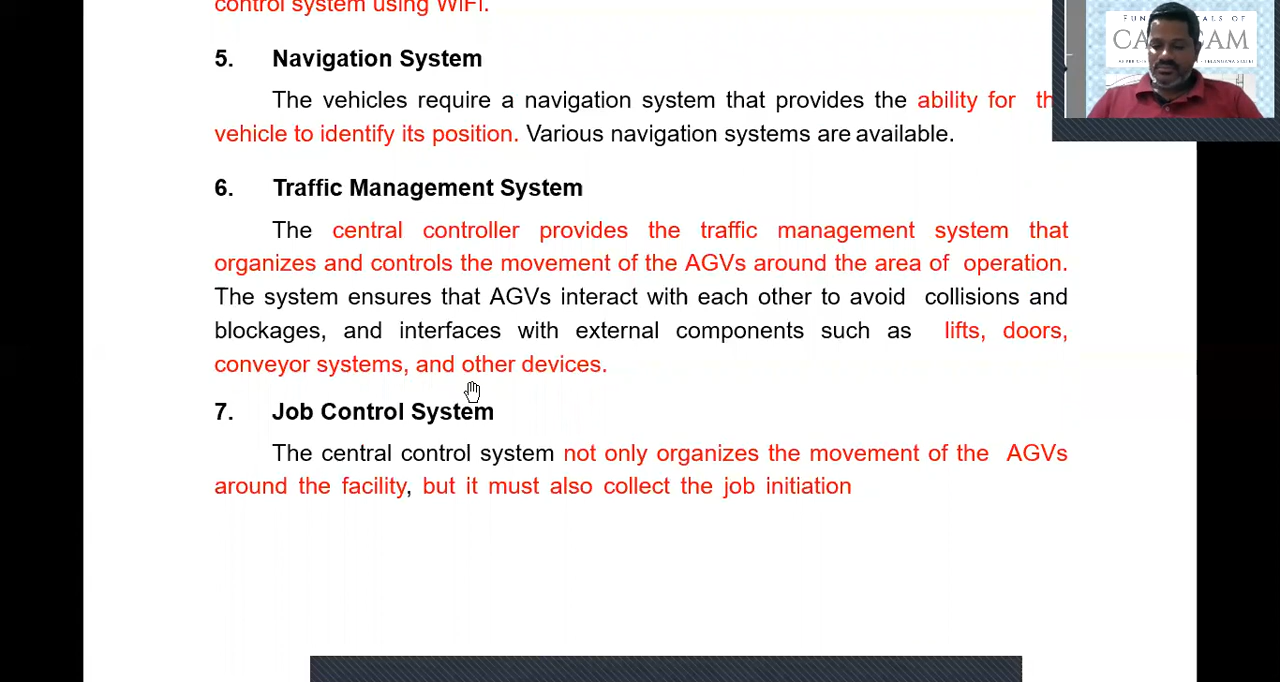 control system using WiFi.
5. Navigation System
The vehicles require a navigation system that provides the ability for th
vehicle to identify its position. Various navigation systems are available.
6. Traffic Management System
The central controller provides the traffic management system that
organizes and controls the movement of the AGVs around the area of operation.
The system ensures that AGVs interact with each other to avoid collisions and
blockages, and interfaces with external components such as lifts, doors,
conveyor systems, and other devices.
7. Job Control System
The central control system not only organizes the movement of the AGVs
around the facility, but it must also collect the job initiation